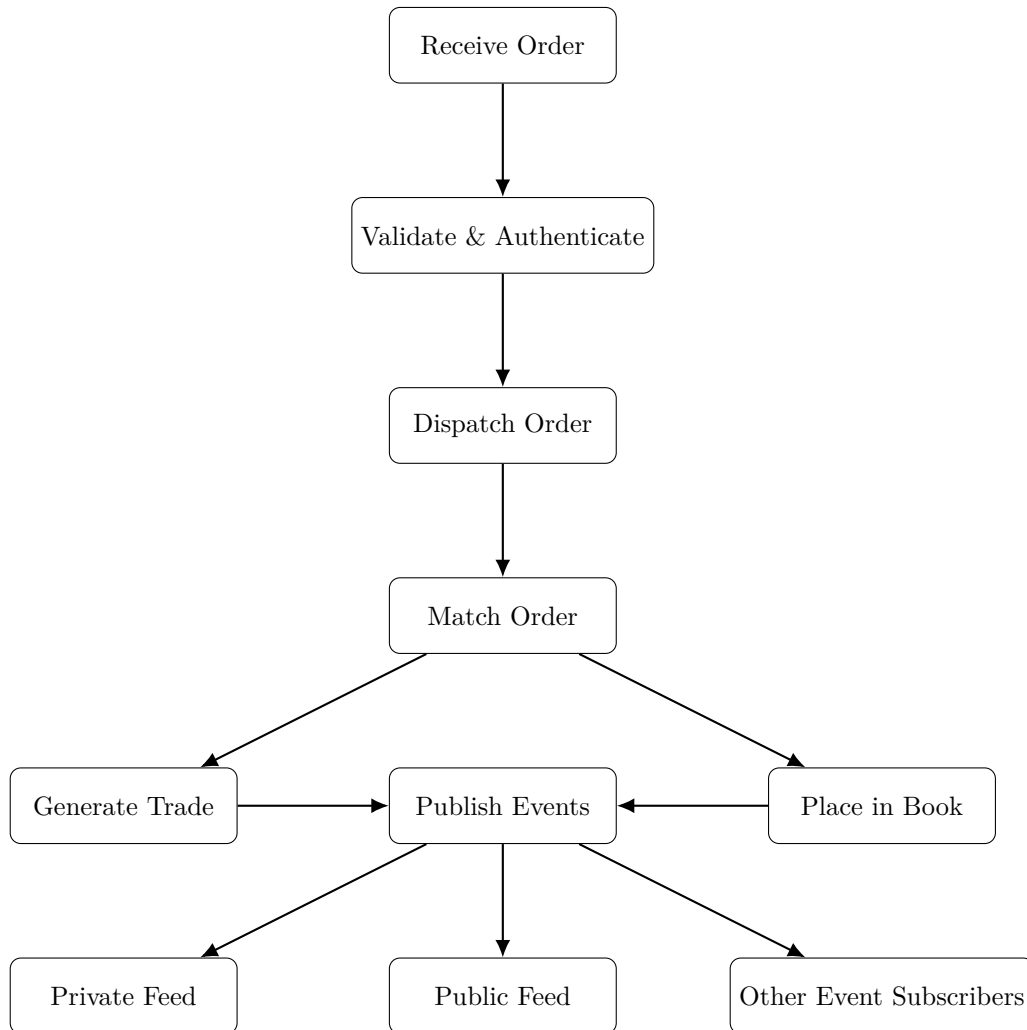 Receive Order
Validate & Authenticate
Dispatch Order
Match Order
Generate Trade
Publish Events
Place in Book
Private Feed
Public Feed
Other Event Subscribers